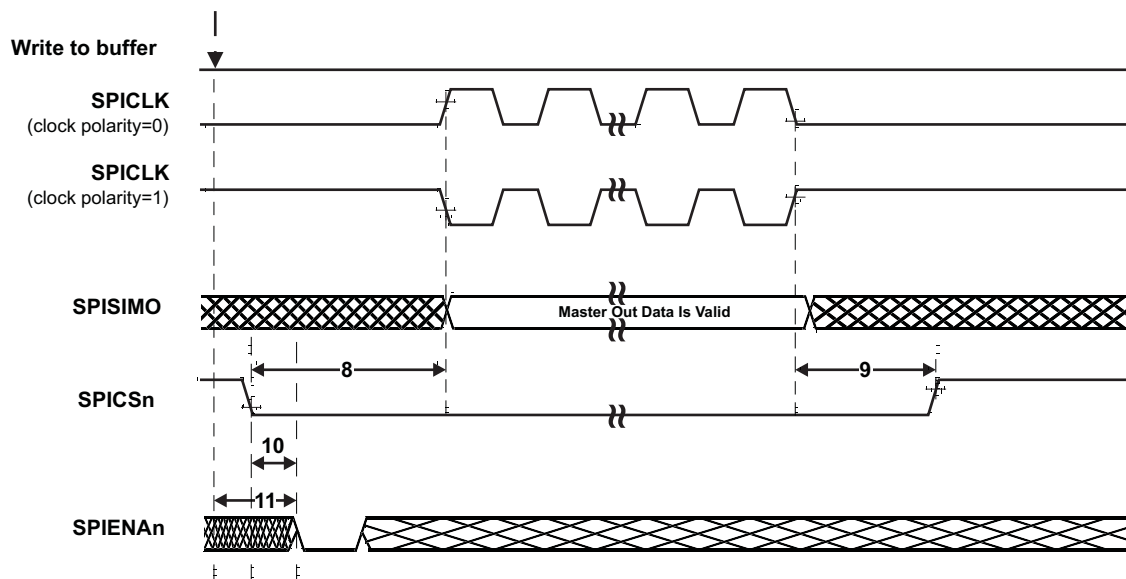 Write to buffer
SPICLK
(clock polarity=0)
SPICLK
(clock polarity=1)
SPISIMO
Master Out Data Is Valid
8
9
SPICSn
10
11
SPIENAn